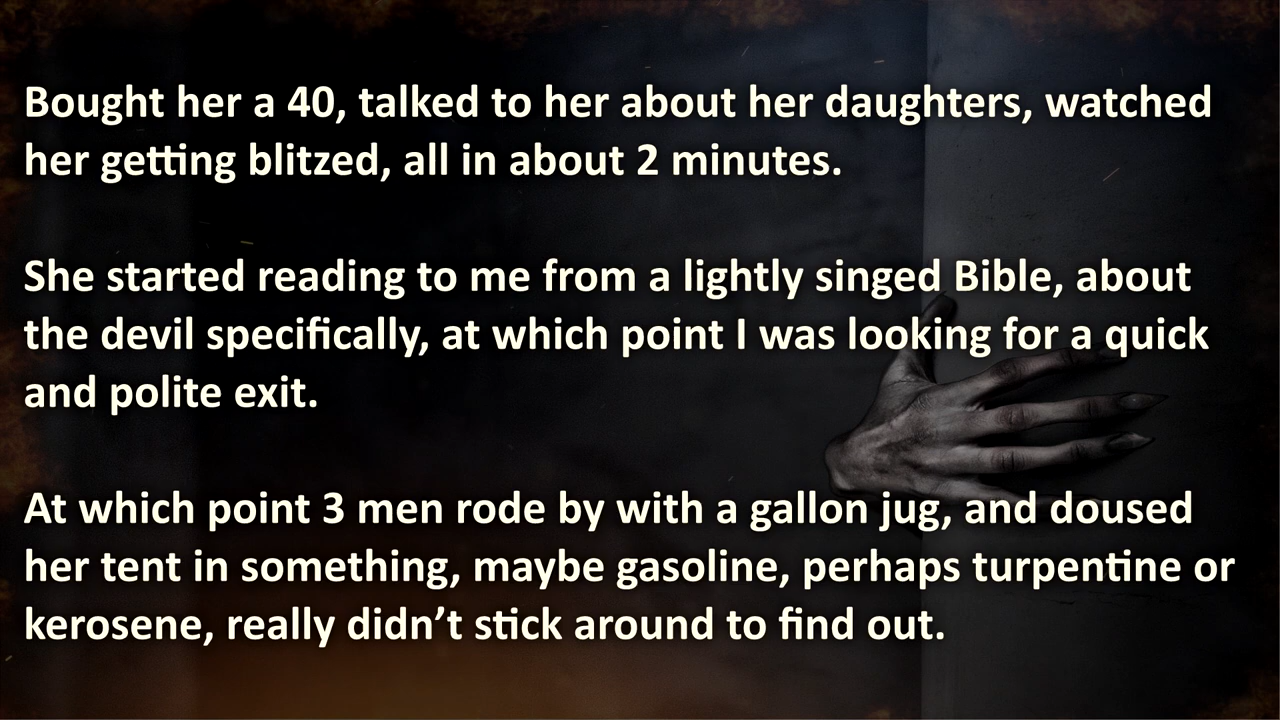 Bought her a 40, talked to her about her daughters, watched
her getting blitzed, all in about 2 minutes.
She started reading to me from a lightly singed Bible, about
the devil specifically, at which point I was looking for a quick
and polite exit.
At which point 3 men rode by with a gallon jug, and doused
her tent in something, maybe gasoline, perhaps turpentine or
kerosene, really didn’t stick around to find out.